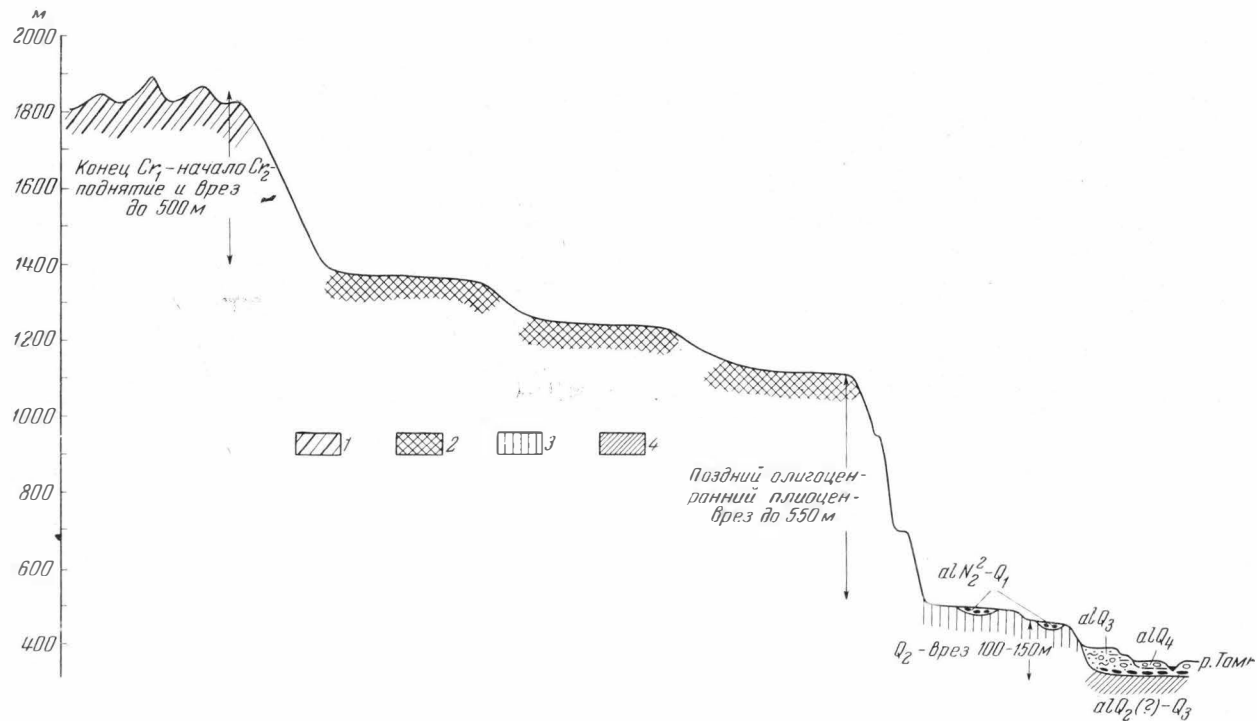 м
2000
1800
1600
1400
1200
1000
800
600
400
Конец Cr₁-начало Cr₂-
поднятие и врез
до 500 м
1
2
3
4
Поздний олигоцен-
ранний плиоцен-
врез до 550 м
alN₂²-Q₁
alQ₃
alQ₄
р. Томь
Q₂-врез 100-150м
alQ₂(?)-Q₃